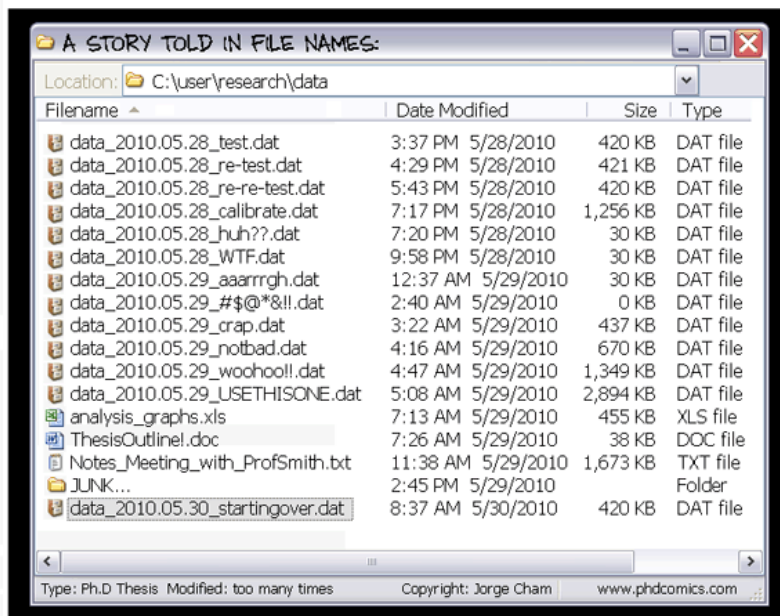 A STORY TOLD IN FILE NAMES:
Location: C:\user\research\data
Filename Date Modified Size Type
data_2010.05.28_test.dat 3:37 PM 5/28/2010 420 KB DAT file
data_2010.05.28_re-test.dat 4:29 PM 5/28/2010 421 KB DAT file
data_2010.05.28_re-re-test.dat 5:43 PM 5/28/2010 420 KB DAT file
data_2010.05.28_calibrate.dat 7:17 PM 5/28/2010 1,256 KB DAT file
data_2010.05.28_huh??.dat 7:20 PM 5/28/2010 30 KB DAT file
data_2010.05.28_WTF.dat 9:58 PM 5/28/2010 30 KB DAT file
data_2010.05.29_aaarrrgh.dat 12:37 AM 5/29/2010 30 KB DAT file
data_2010.05.29_#$@*&!!.dat 2:40 AM 5/29/2010 0 KB DAT file
data_2010.05.29_crap.dat 3:22 AM 5/29/2010 437 KB DAT file
data_2010.05.29_notbad.dat 4:16 AM 5/29/2010 670 KB DAT file
data_2010.05.29_woohoo!!.dat 4:47 AM 5/29/2010 1,349 KB DAT file
data_2010.05.29_USETHISONE.dat 5:08 AM 5/29/2010 2,894 KB DAT file
analysis_graphs.xls 7:13 AM 5/29/2010 455 KB XLS file
ThesisOutline!.doc 7:26 AM 5/29/2010 38 KB DOC file
Notes_Meeting_with_ProfSmith.txt 11:38 AM 5/29/2010 1,673 KB TXT file
JUNK... 2:45 PM 5/29/2010 Folder
data_2010.05.30_startingover.dat 8:37 AM 5/30/2010 420 KB DAT file
Type: Ph.D Thesis Modified: too many times Copyright: Jorge Cham www.phdcomics.com